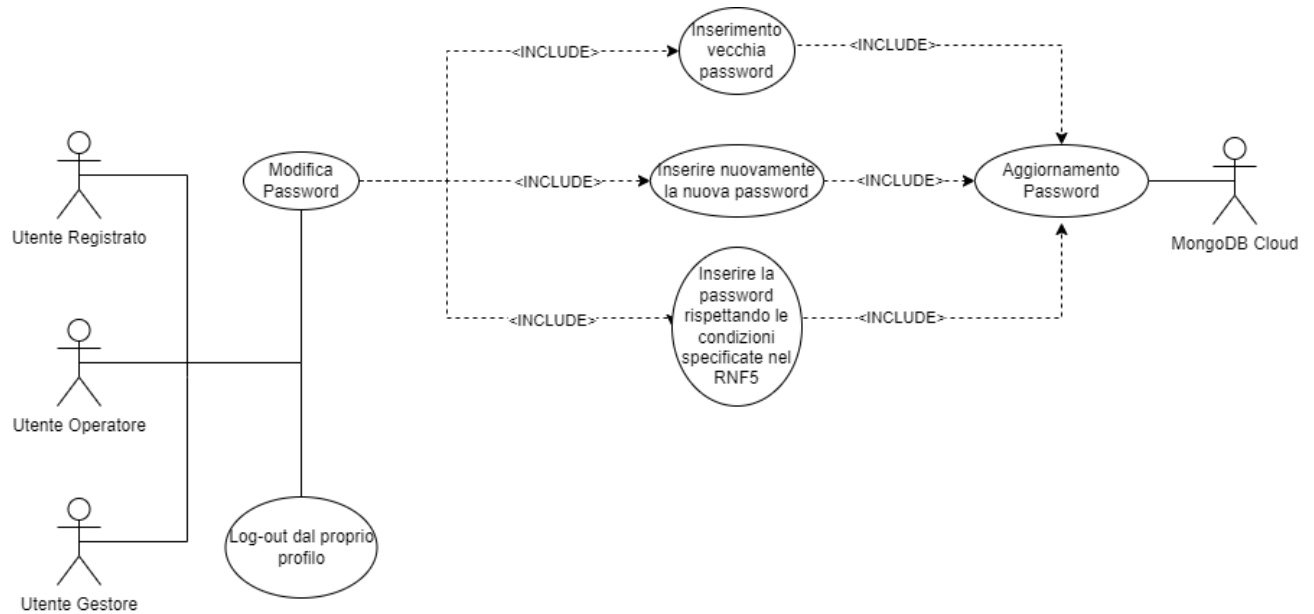 Inserimento
vecchia
password
<INCLUDE>
<INCLUDE>
Utente Registrato
Modifica
Password
<INCLUDE>
Inserire nuovamente
la nuova password
<INCLUDE>
Aggiornamento
Password
MongoDB Cloud
<INCLUDE>
Inserire la
password
rispettando le
condizioni
specificate nel
RNF5
<INCLUDE>
Utente Operatore
Log-out dal proprio
profilo
Utente Gestore